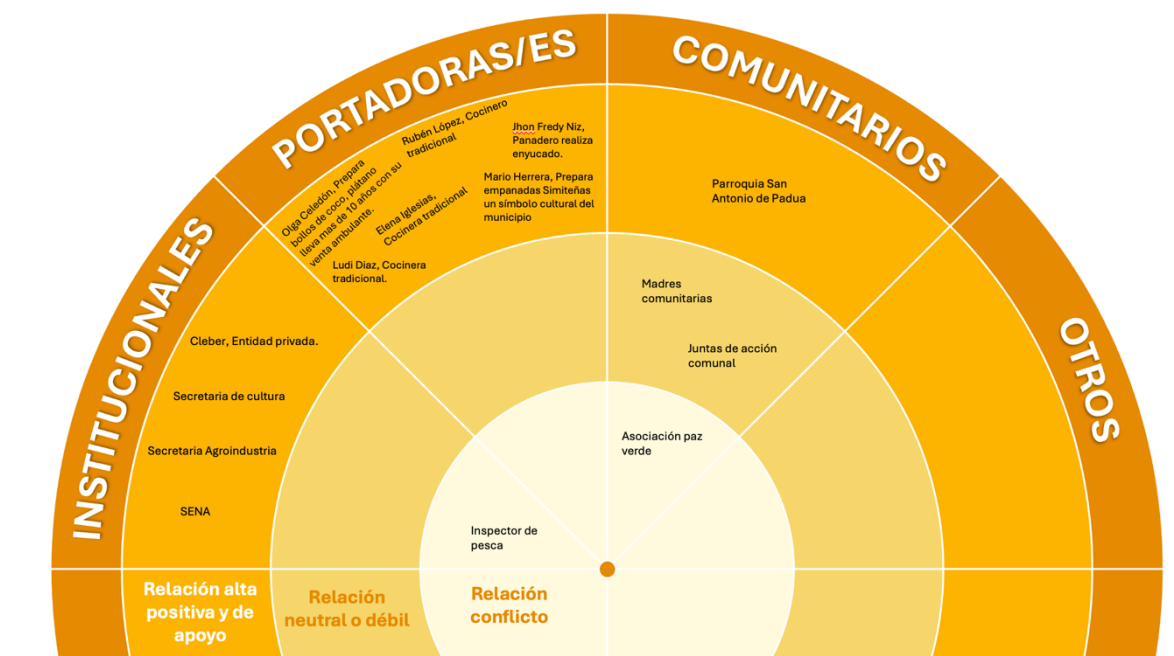 PORTADORAS/ES
COMUNITARIOS
INSTITUCIONALES
OTROS
Rubén López, Cocinero
tradicional
Jhon Fredy Niz,
Panadero realiza
enyucado.
Olga Celedón, Prepara
bollos de coco, plátano
lleva mas de 10 años con su
venta ambulante.
Elena Iglesias,
Cocinera tradicional
Mario Herrera, Prepara
empanadas Simiteñas
un símbolo cultural del
municipio
Ludi Diaz, Cocinera
tradicional.
Parroquia San
Antonio de Padua
Madres
comunitarias
Juntas de acción
comunal
Asociación paz
verde
Cleber, Entidad privada.
Secretaria de cultura
Secretaria Agroindustria
SENA
Inspector de
pesca
Relación alta
positiva y de
apoyo
Relación
neutral o débil
Relación
conflicto